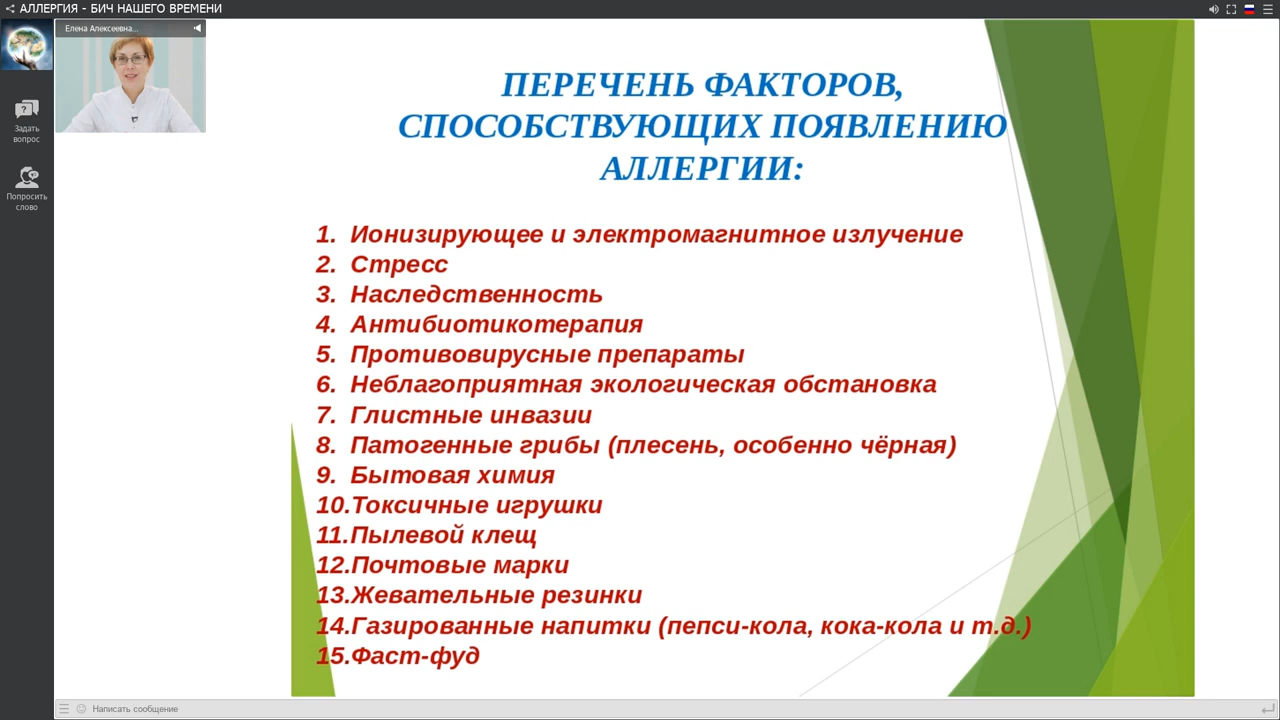 АЛЛЕРГИЯ - БИЧ НАШЕГО ВРЕМЕНИ
Елена Алексеевна...
Задать
вопрос
Попросить
слово
ПЕРЕЧЕНЬ ФАКТОРОВ,
СПОСОБСТВУЮЩИХ ПОЯВЛЕНИЮ
АЛЛЕРГИИ:
1. Ионизирующее и электромагнитное излучение
2. Стресс
3. Наследственность
4. Антибиотикотерапия
5. Противовирусные препараты
6. Неблагоприятная экологическая обстановка
7. Глистные инвазии
8. Патогенные грибы (плесень, особенно чёрная)
9. Бытовая химия
10.Токсичные игрушки
11.Пылевой клещ
12.Почтовые марки
13.Жевательные резинки
14.Газированные напитки (пепси-кола, кока-кола и т.д.)
15.Фаст-фуд
Написать сообщение